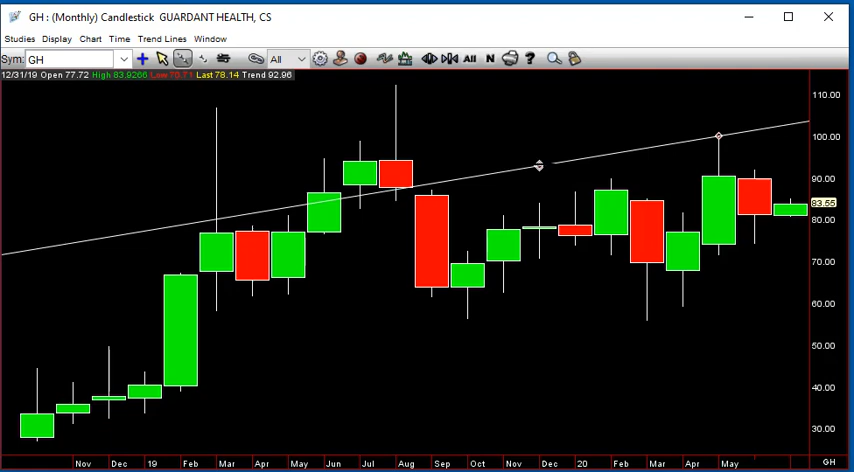 GH : (Monthly) Candlestick GUARDANT HEALTH, CS
Studies Display Chart Time Trend Lines Window
Sym: GH All All N ?
12/31/19 Open 77.72 High 83.9266 Low 70.71 Last 78.14 Trend 92.96
110.00
100.00
90.00
83.55
80.00
70.00
60.00
50.00
40.00
30.00
Nov Dec 19 Feb Mar Apr May Jun Jul Aug Sep Oct Nov Dec 20 Feb Mar Apr May GH